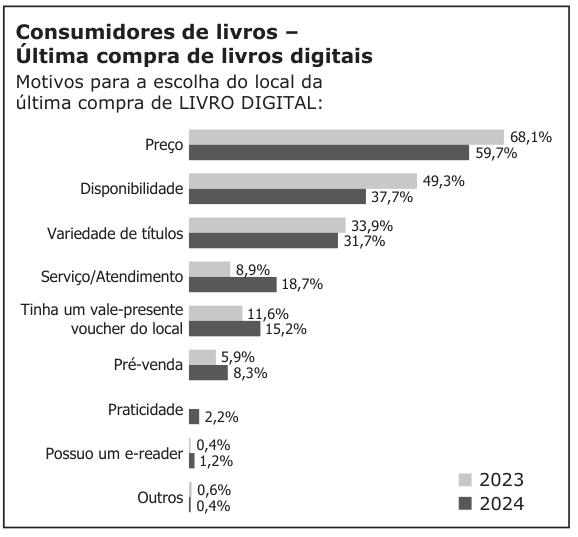 Consumidores de livros –
Última compra de livros digitais
Motivos para a escolha do local da
última compra de LIVRO DIGITAL:
Preço
68,1%
59,7%
Disponibilidade
49,3%
37,7%
Variedade de títulos
33,9%
31,7%
Serviço/Atendimento
8,9%
18,7%
Tinha um vale-presente
voucher do local
11,6%
15,2%
Pré-venda
5,9%
8,3%
Praticidade
2,2%
Possuo um e-reader
0,4%
1,2%
Outros
0,6%
0,4%
2023
2024